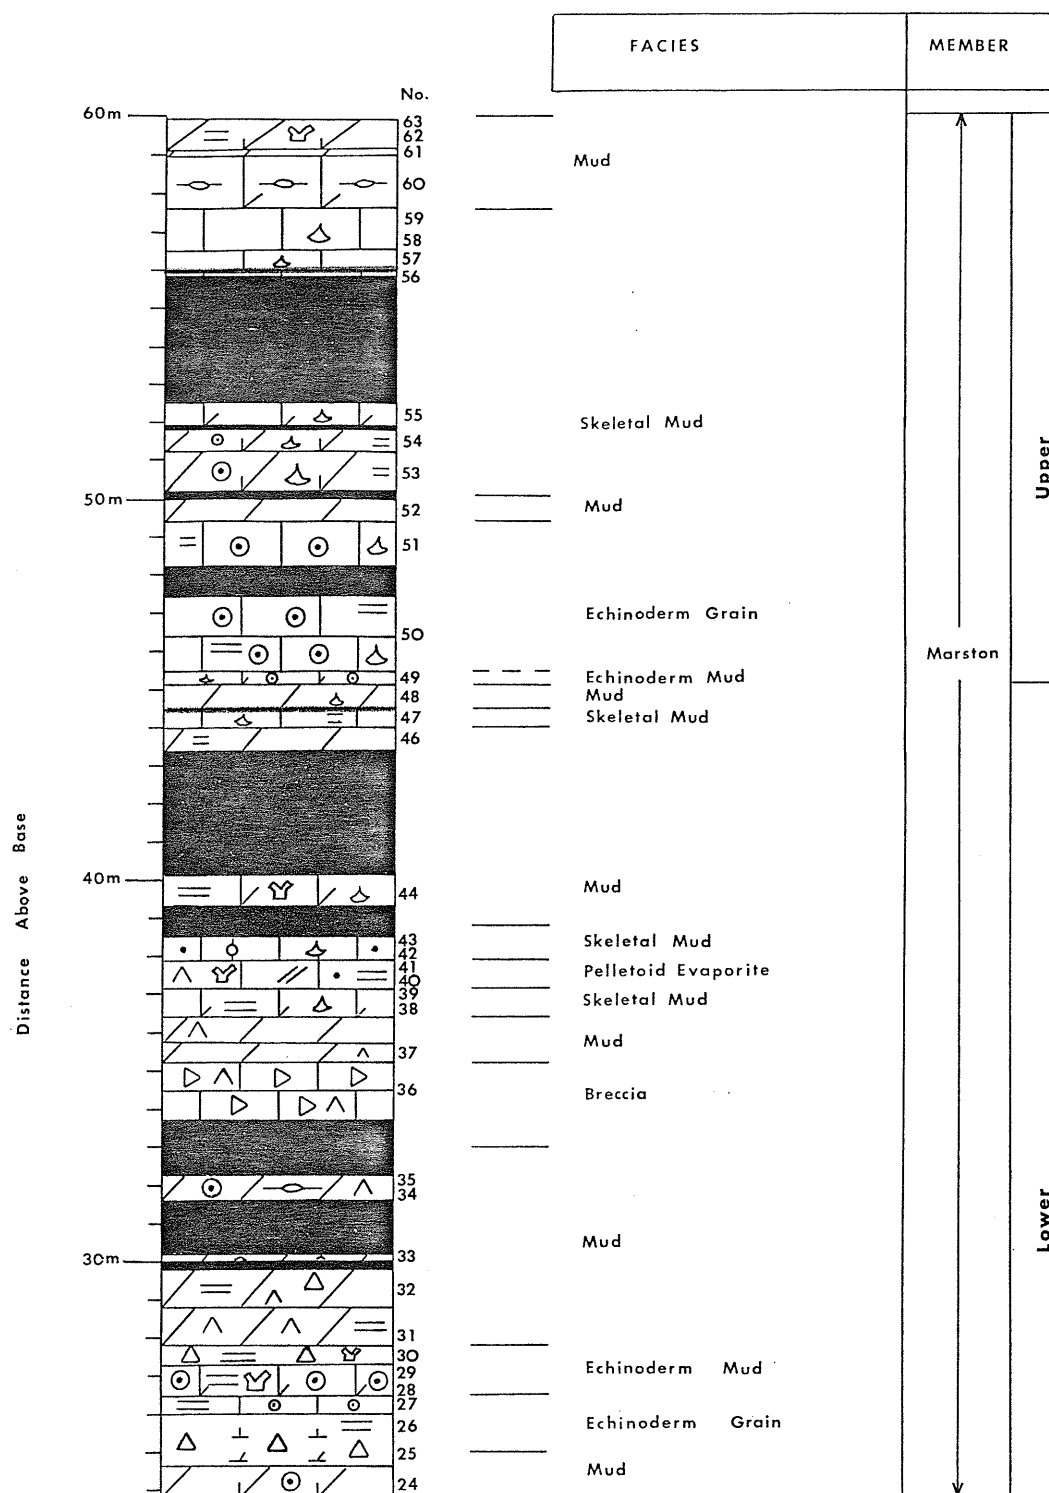 FACIES MEMBER
No.
60m 63
62
61
Mud
60
59
58
57
56
55
Skeletal Mud
54
53
50m
52 Mud
51
Echinoderm Grain
50
Marston
49 Echinoderm Mud
48 Mud
47 Skeletal Mud
46
40m
44 Mud
43 Skeletal Mud
42
41 Pelletoid Evaporite
40
39 Skeletal Mud
38
37 Mud
36 Breccia
35
34
Mud
30m 33
32
31
30
29 Echinoderm Mud
28
27
26 Echinoderm Grain
25
24 Mud
Distance Above Base
Upper
Lower